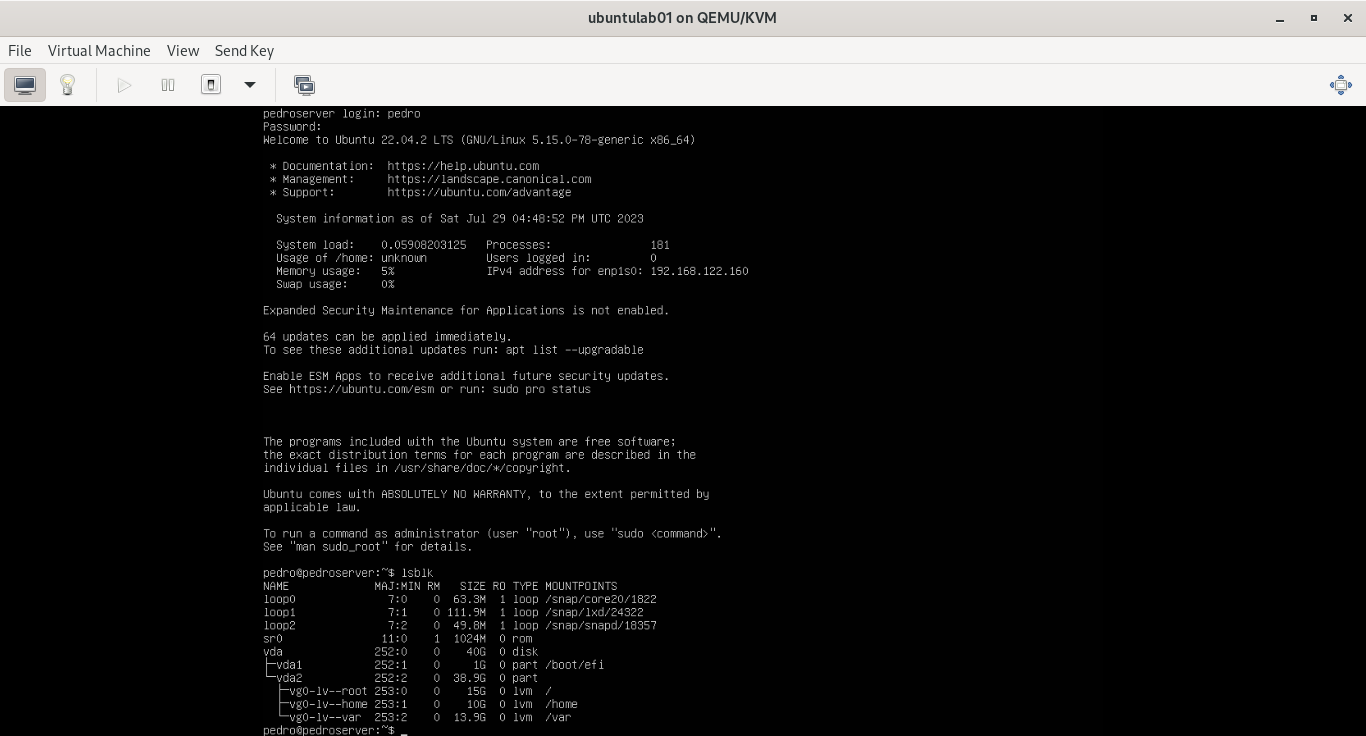 ubuntulab01 on QEMU/KVM
File Virtual Machine View Send Key
pedroserver login: pedro
Password:
Welcome to Ubuntu 22.04.2 LTS (GNU/Linux 5.15.0-78-generic x86_64)
* Documentation: https://help.ubuntu.com
* Management: https://landscape.canonical.com
* Support: https://ubuntu.com/advantage
System information as of Sat Jul 29 04:48:52 PM UTC 2023
System load: 0.05908203125 Processes: 181
Usage of /home: unknown Users logged in: 0
Memory usage: 5% IPv4 address for enp1s0: 192.168.122.160
Swap usage: 0%
Expanded Security Maintenance for Applications is not enabled.
64 updates can be applied immediately.
To see these additional updates run: apt list --upgradable
Enable ESM Apps to receive additional future security updates.
See https://ubuntu.com/esm or run: sudo pro status
The programs included with the Ubuntu system are free software;
the exact distribution terms for each program are described in the
individual files in /usr/share/doc/*/copyright.
Ubuntu comes with ABSOLUTELY NO WARRANTY, to the extent permitted by
applicable law.
To run a command as administrator (user "root"), use "sudo <command>".
See "man sudo_root" for details.
pedro@pedroserver:~$ lsblk
NAME MAJ:MIN RM SIZE RO TYPE MOUNTPOINTS
loop0 7:0 0 63.3M 1 loop /snap/core20/1822
loop1 7:1 0 111.9M 1 loop /snap/lxd/24322
loop2 7:2 0 49.8M 1 loop /snap/snapd/18357
sr0 11:0 1 1024M 0 rom
vda 252:0 0 40G 0 disk
├─vda1 252:1 0 1G 0 part /boot/efi
└─vda2 252:2 0 38.9G 0 part
  ├─vg0-lv--root 253:0 0 15G 0 lvm /
  ├─vg0-lv--home 253:1 0 10G 0 lvm /home
  └─vg0-lv--var 253:2 0 13.9G 0 lvm /var
pedro@pedroserver:~$ _